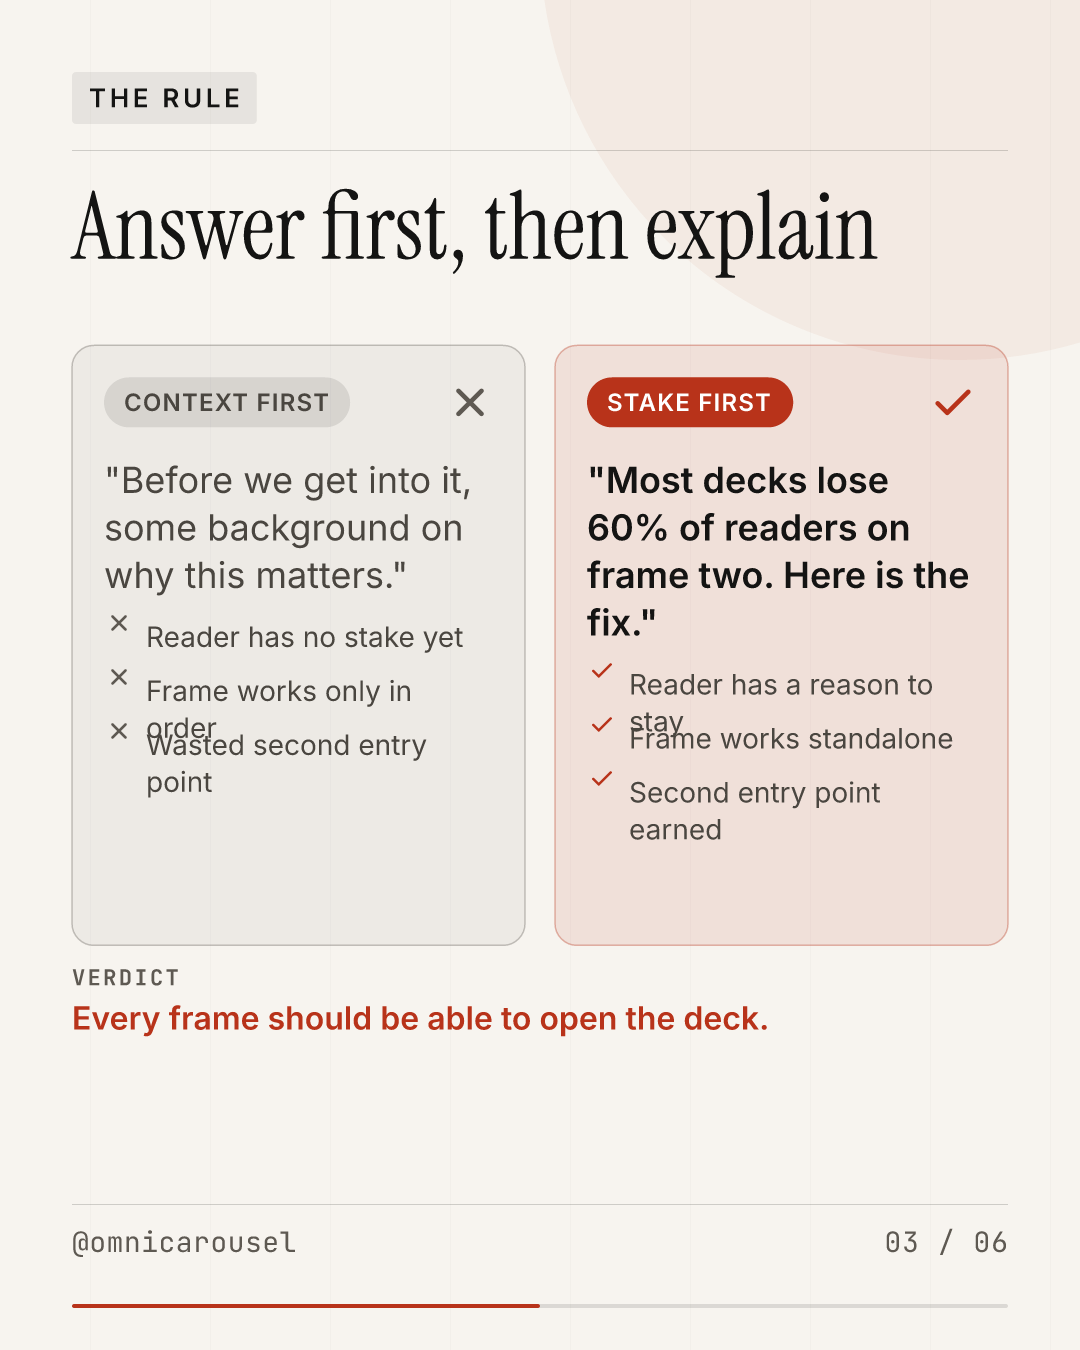 THE RULE
Answer first, then explain
CONTEXT FIRST
"Before we get into it,
some background on
why this matters."
Reader has no stake yet
Frame works only in
order
Wasted second entry
point
STAKE FIRST
"Most decks lose
60% of readers on
frame two. Here is the
fix."
Reader has a reason to
stay
Frame works standalone
Second entry point
earned
VERDICT
Every frame should be able to open the deck.
@omnicarousel
03 / 06